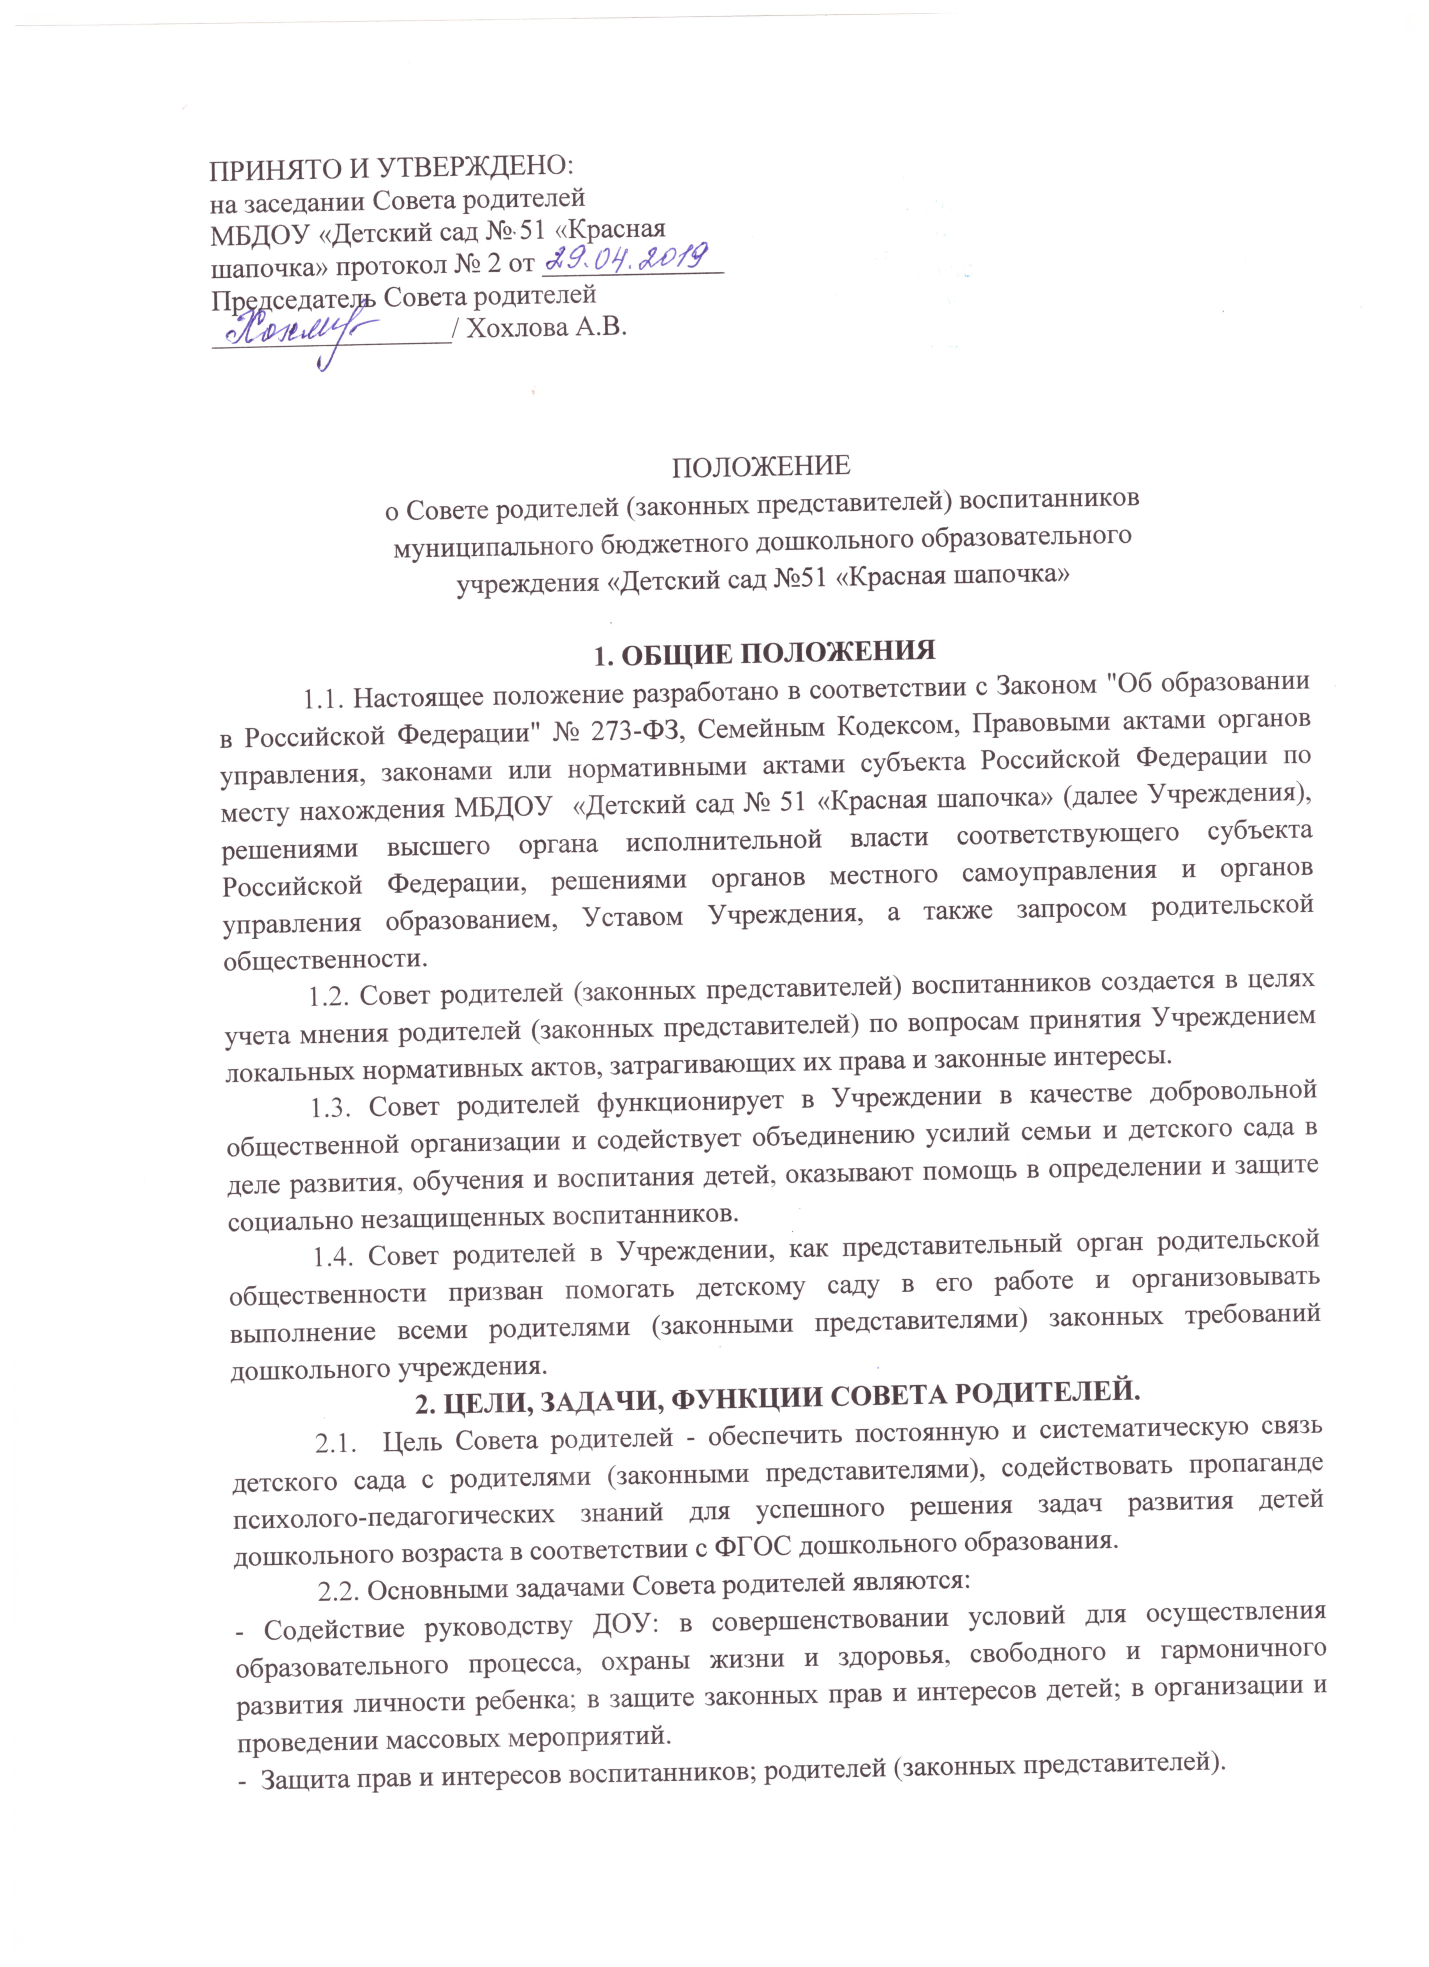 ПРИНЯТО И УТВЕРЖДЕНО:
на заседании Совета родителей
МБДОУ «Детский сад № 51 «Красная
шапочка» протокол № 2 от 29.04.2019
Председатель Совета родителей
/ Хохлова А.В.
ПОЛОЖЕНИЕ
о Совете родителей (законных представителей) воспитанников
муниципального бюджетного дошкольного образовательного
учреждения «Детский сад №51 «Красная шапочка»
1. ОБЩИЕ ПОЛОЖЕНИЯ
1.1. Настоящее положение разработано в соответствии с Законом "Об образовании
в Российской Федерации" № 273-ФЗ, Семейным Кодексом, Правовыми актами органов
управления, законами или нормативными актами субъекта Российской Федерации по
месту нахождения МБДОУ «Детский сад № 51 «Красная шапочка» (далее Учреждения),
решениями высшего органа исполнительной власти соответствующего субъекта
Российской Федерации, решениями органов местного самоуправления и органов
управления образованием, Уставом Учреждения, а также запросом родительской
общественности.
1.2. Совет родителей (законных представителей) воспитанников создается в целях
учета мнения родителей (законных представителей) по вопросам принятия Учреждением
локальных нормативных актов, затрагивающих их права и законные интересы.
1.3. Совет родителей функционирует в Учреждении в качестве добровольной
общественной организации и содействует объединению усилий семьи и детского сада в
деле развития, обучения и воспитания детей, оказывают помощь в определении и защите
социально незащищенных воспитанников.
1.4. Совет родителей в Учреждении, как представительный орган родительской
общественности призван помогать детскому саду в его работе и организовывать
выполнение всеми родителями (законными представителями) законных требований
дошкольного учреждения.
2. ЦЕЛИ, ЗАДАЧИ, ФУНКЦИИ СОВЕТА РОДИТЕЛЕЙ.
2.1. Цель Совета родителей - обеспечить постоянную и систематическую связь
детского сада с родителями (законными представителями), содействовать пропаганде
психолого-педагогических знаний для успешного решения задач развития детей
дошкольного возраста в соответствии с ФГОС дошкольного образования.
2.2. Основными задачами Совета родителей являются:
- Содействие руководству ДОУ: в совершенствовании условий для осуществления
образовательного процесса, охраны жизни и здоровья, свободного и гармоничного
развития личности ребенка; в защите законных прав и интересов детей; в организации и
проведении массовых мероприятий.
- Защита прав и интересов воспитанников; родителей (законных представителей).